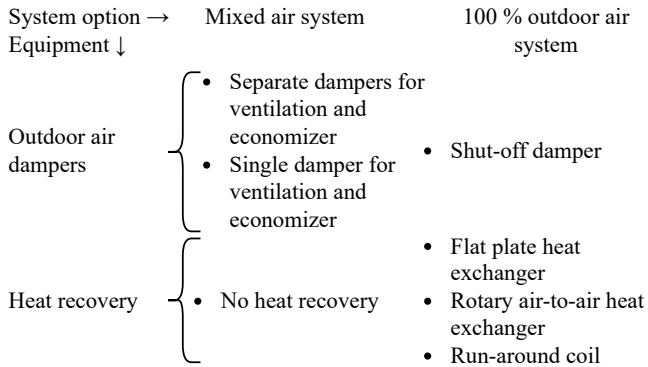 System option → Mixed air system 100 % outdoor air
Equipment ↓ system
• Separate dampers for
ventilation and
economizer
Outdoor air
dampers
• Single damper for
ventilation and
economizer
• Shut-off damper
Heat recovery
• No heat recovery
• Flat plate heat
exchanger
• Rotary air-to-air heat
exchanger
• Run-around coil